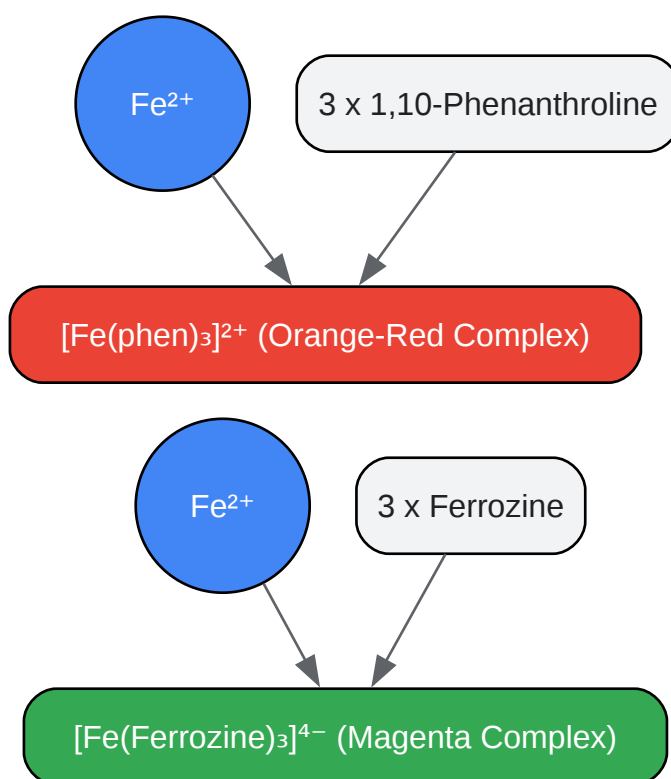 Fe²⁺
3 x 1,10-Phenanthroline
[Fe(phen)₃]²⁺ (Orange-Red Complex)
Fe²⁺
3 x Ferrozine
[Fe(Ferrozine)₃]⁴⁻ (Magenta Complex)